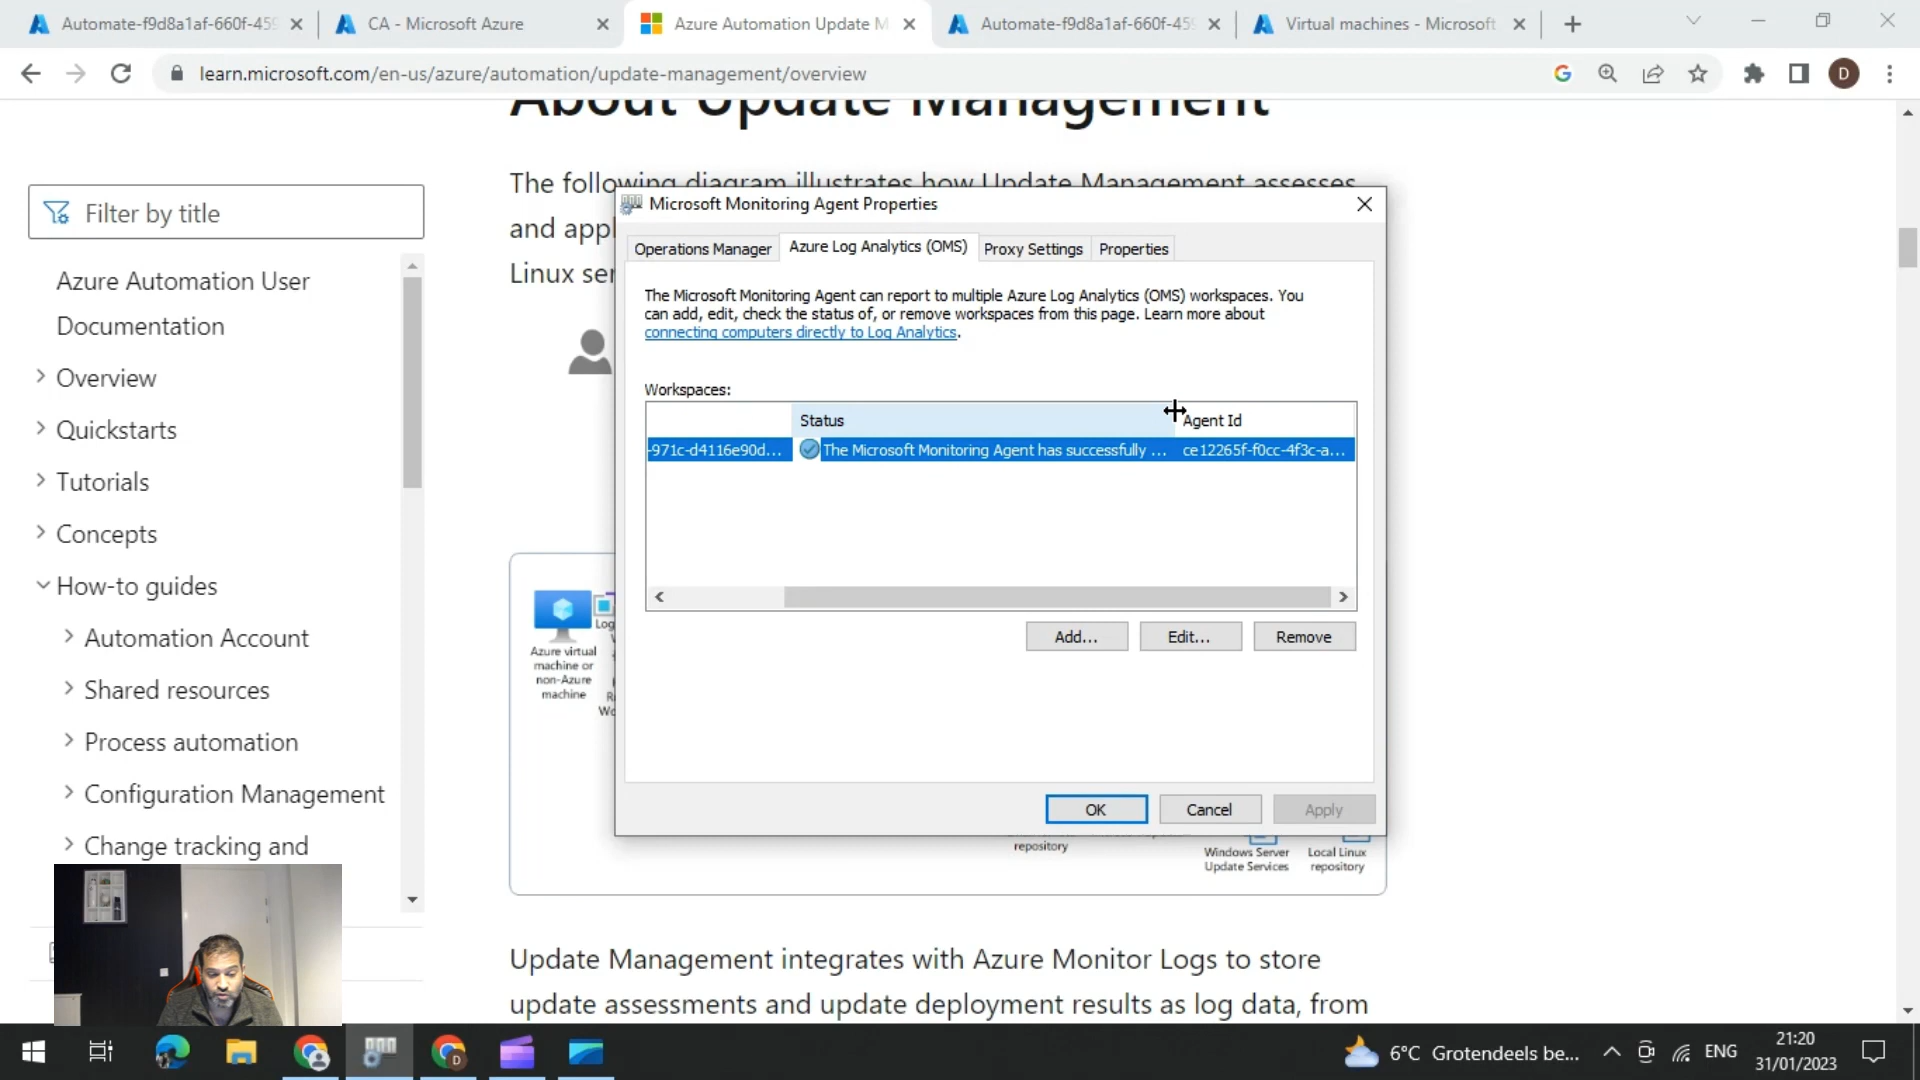 Automate-f9d8a1af-660f-459
CA - Microsoft Azure
Azure Automation Update M
Automate-f9d8a1af-660f-459
Virtual machines - Microsoft
learn.microsoft.com/en-us/azure/automation/update-management/overview
D
About Update Management
The following diagram illustrates how Update Management assesses
and appl
Linux ser
Filter by title
Azure Automation User
Documentation
Overview
Quickstarts
Tutorials
Concepts
How-to guides
Automation Account
Shared resources
Process automation
Configuration Management
Change tracking and
Microsoft Monitoring Agent Properties
Operations Manager
Azure Log Analytics (OMS)
Proxy Settings
Properties
The Microsoft Monitoring Agent can report to multiple Azure Log Analytics (OMS) workspaces. You
can add, edit, check the status of, or remove workspaces from this page. Learn more about
connecting computers directly to Log Analytics.
Workspaces:
Status
Agent Id
-971c-d4116e90d...
The Microsoft Monitoring Agent has successfully ...
ce12265f-f0cc-4f3c-a...
Add...
Edit...
Remove
OK
Cancel
Apply
Azure virtual
machine or
non-Azure
machine
Log
repository
Windows Server
Update Services
Local Linux
repository
Update Management integrates with Azure Monitor Logs to store
update assessments and update deployment results as log data, from
D
6°C Grotendeels be...
ENG
21:20
31/01/2023